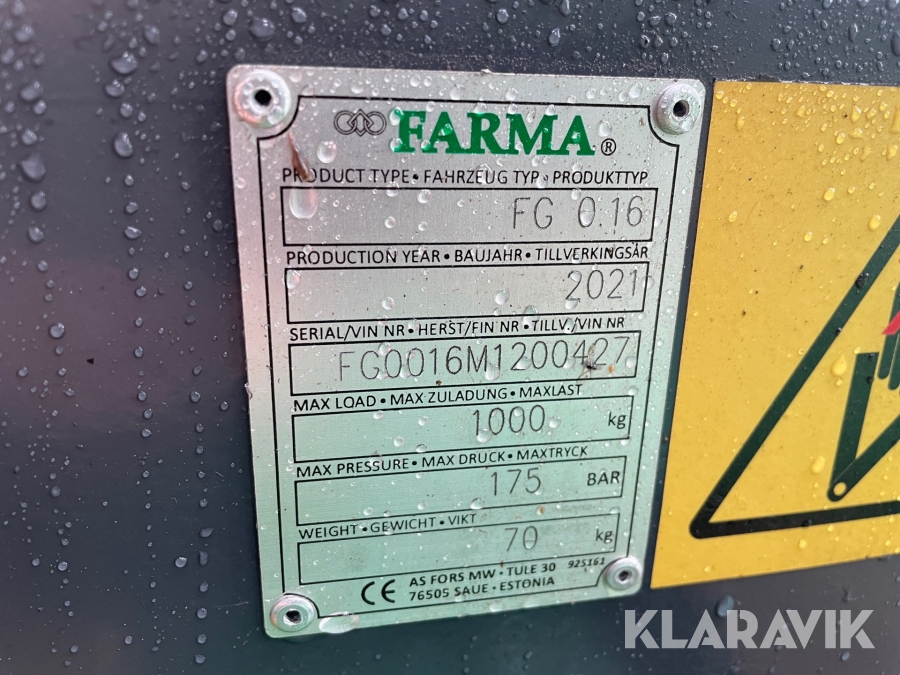 FARMA ®
PRODUCT TYPE • FAHRZEUG TYP • PRODUKTTYP
FG 0.16
PRODUCTION YEAR • BAUJAHR • TILLVERKINGSÅR
2021
SERIAL/VIN NR • HERST/FIN NR • TILLV./VIN NR
FG0016M1200427
MAX LOAD • MAX ZULADUNG • MAXLAST
1000 kg
MAX PRESSURE • MAX DRUCK • MAXTRYCK
175 BAR
WEIGHT • GEWICHT • VIKT
70 kg
CE AS FORS MW • TULE 30 925161
76505 SAUE • ESTONIA
KLARAVIK